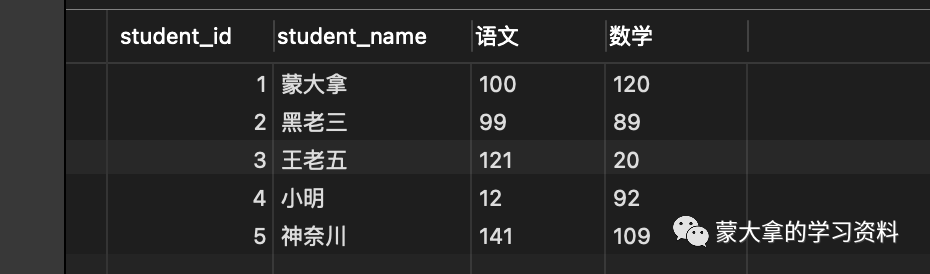 student_id student_name 语文 数学
1 蒙大拿 100 120
2 黑老三 99 89
3 王老五 121 20
4 小明 12 92
5 神奈川 141 109
蒙大拿的学习资料